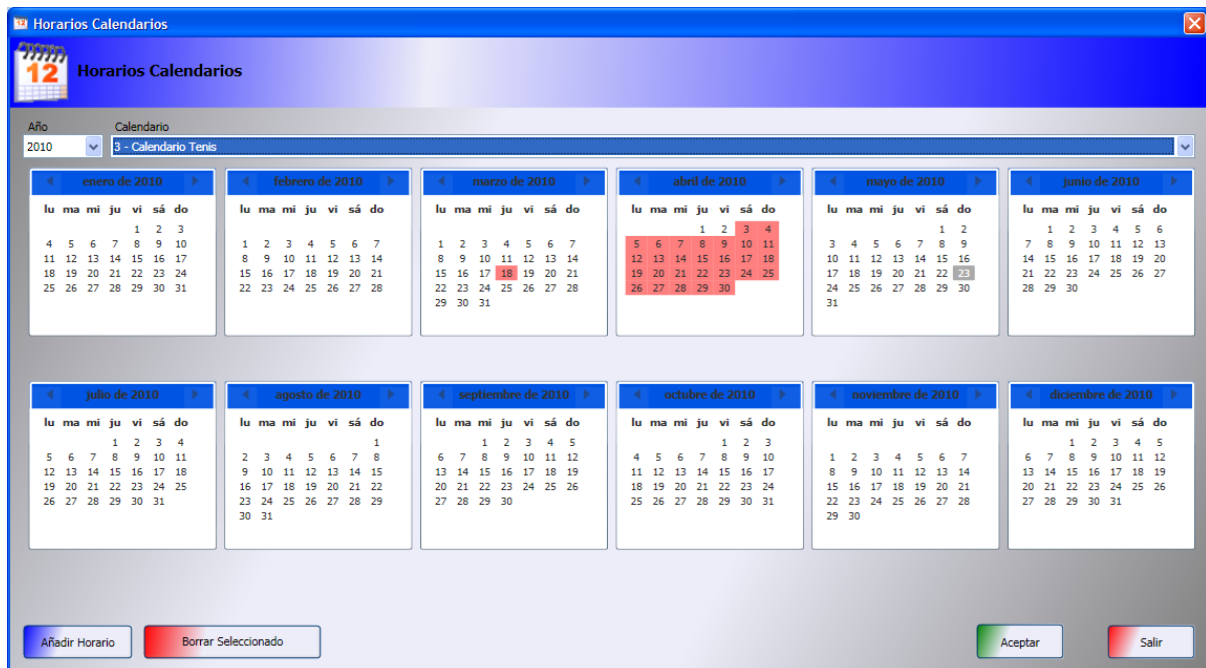 12 Horarios Calendarios
12 Horarios Calendarios
Año Calendario
2010 3 - Calendario Tenis
enero de 2010
lu ma mi ju vi sá do
1 2 3
4 5 6 7 8 9 10
11 12 13 14 15 16 17
18 19 20 21 22 23 24
25 26 27 28 29 30 31
febrero de 2010
lu ma mi ju vi sá do
1 2 3 4 5 6 7
8 9 10 11 12 13 14
15 16 17 18 19 20 21
22 23 24 25 26 27 28
marzo de 2010
lu ma mi ju vi sá do
1 2 3 4 5 6 7
8 9 10 11 12 13 14
15 16 17 18 19 20 21
22 23 24 25 26 27 28
29 30 31
abril de 2010
lu ma mi ju vi sá do
1 2 3 4
5 6 7 8 9 10 11
12 13 14 15 16 17 18
19 20 21 22 23 24 25
26 27 28 29 30
mayo de 2010
lu ma mi ju vi sá do
1 2
3 4 5 6 7 8 9
10 11 12 13 14 15 16
17 18 19 20 21 22 23
24 25 26 27 28 29 30
31
junio de 2010
lu ma mi ju vi sá do
1 2 3 4 5 6
7 8 9 10 11 12 13
14 15 16 17 18 19 20
21 22 23 24 25 26 27
28 29 30
julio de 2010
lu ma mi ju vi sá do
1 2 3 4
5 6 7 8 9 10 11
12 13 14 15 16 17 18
19 20 21 22 23 24 25
26 27 28 29 30 31
agosto de 2010
lu ma mi ju vi sá do
1
2 3 4 5 6 7 8
9 10 11 12 13 14 15
16 17 18 19 20 21 22
23 24 25 26 27 28 29
30 31
septiembre de 2010
lu ma mi ju vi sá do
1 2 3 4 5
6 7 8 9 10 11 12
13 14 15 16 17 18 19
20 21 22 23 24 25 26
27 28 29 30
octubre de 2010
lu ma mi ju vi sá do
1 2 3
4 5 6 7 8 9 10
11 12 13 14 15 16 17
18 19 20 21 22 23 24
25 26 27 28 29 30 31
noviembre de 2010
lu ma mi ju vi sá do
1 2 3 4 5 6 7
8 9 10 11 12 13 14
15 16 17 18 19 20 21
22 23 24 25 26 27 28
29 30
diciembre de 2010
lu ma mi ju vi sá do
1 2 3 4 5
6 7 8 9 10 11 12
13 14 15 16 17 18 19
20 21 22 23 24 25 26
27 28 29 30 31
Añadir Horario Borrar Seleccionado Aceptar Salir